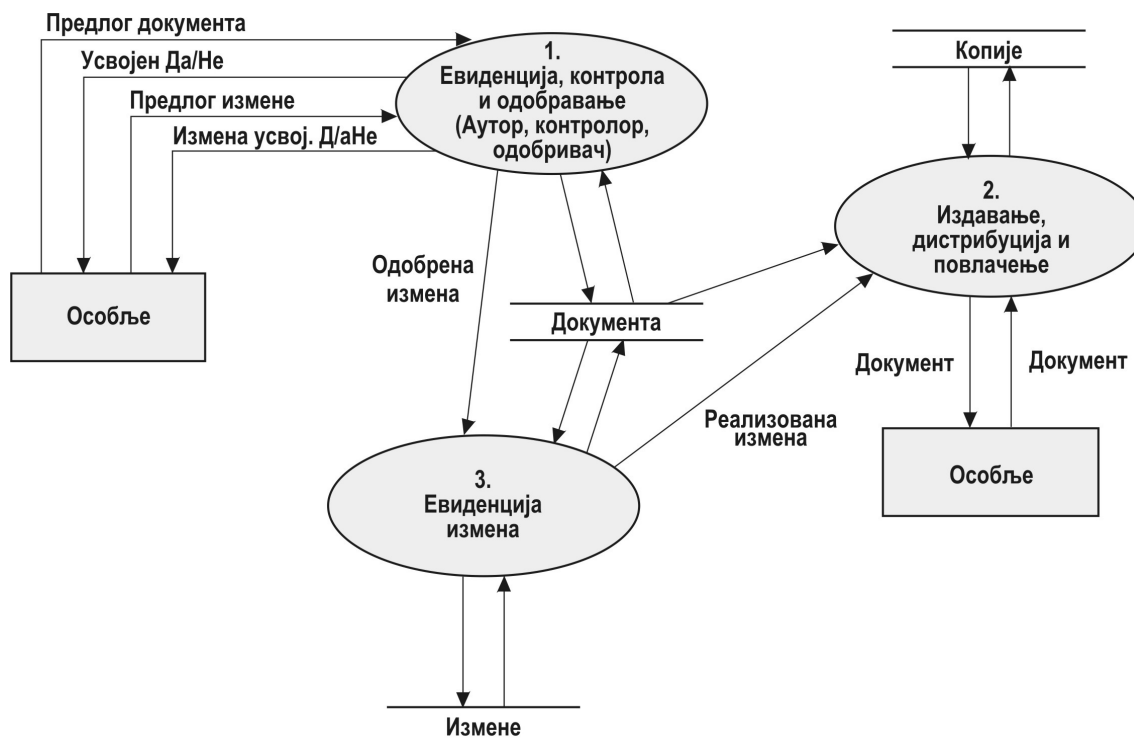 Предлог документа
Усвојен Да/Не
Предлог измене
Измена усвој. Д/аНе
1.
Евиденција, контрола
и одобравање
(Аутор, контролор,
одобривач)
Копије
2.
Издавање,
дистрибуција и
повлачење
Особље
Одобрена
измена
Документа
Документ
Документ
Реализована
измена
Особље
3.
Евиденција
измена
Измене